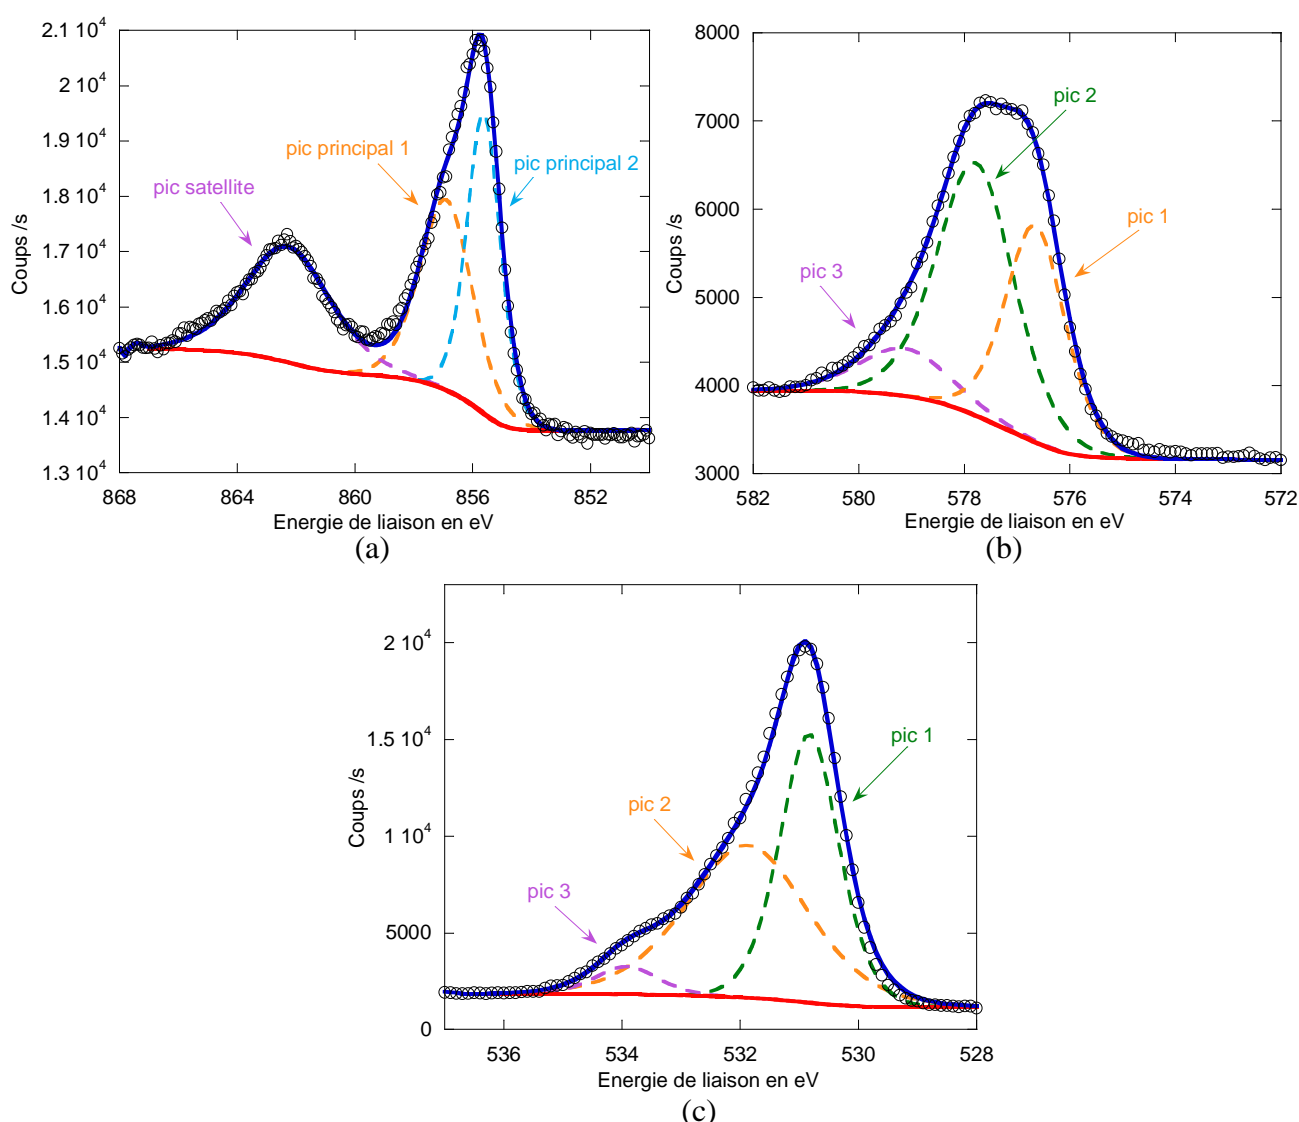 2.1 10⁴
2 10⁴
1.9 10⁴
1.8 10⁴
1.7 10⁴
1.6 10⁴
1.5 10⁴
1.4 10⁴
1.3 10⁴
Coups /s
pic satellite
pic principal 1
pic principal 2
868 864 860 856 852
Energie de liaison en eV
(a)
8000
7000
6000
5000
4000
3000
Coups /s
pic 2
pic 1
pic 3
582 580 578 576 574 572
Energie de liaison en eV
(b)
2 10⁴
1.5 10⁴
1 10⁴
5000
0
Coups /s
pic 1
pic 2
pic 3
536 534 532 530 528
Energie de liaison en eV
(c)